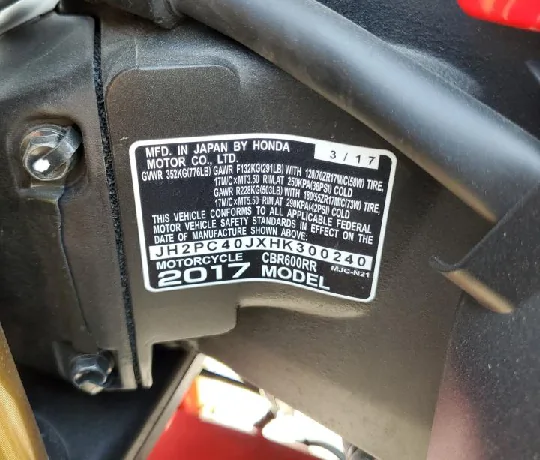 MFD. IN JAPAN BY HONDA 3/17
MOTOR CO., LTD.
GVWR 352KG(776LB) GAWR F132KG(291LB) WITH 120/70ZR17M/C(58W) TIRE,
17M/C×MT3.50 RIM,AT 250KPA(36PSI) COLD
GAWR R228KG(503LB) WITH 180/55ZR17M/C(73W) TIRE,
17M/C×MT5.50 RIM,AT 290KPA(42PSI) COLD
THIS VEHICLE CONFORMS TO ALL APPLICABLE FEDERAL
MOTOR VEHICLE SAFETY STANDARDS IN EFFECT ON THE
DATE OF MANUFACTURE SHOWN ABOVE.
JH2PC40JXHK300240
MOTORCYCLE CBR600RR MJC-N21
2017 MODEL